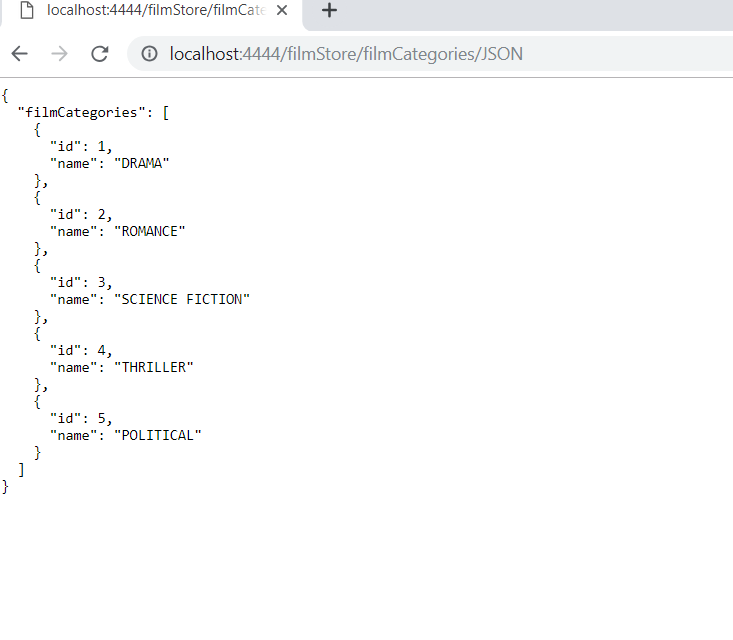 localhost:4444/filmStore/filmCate
localhost:4444/filmStore/filmCategories/JSON
{
  "filmCategories": [
    {
      "id": 1,
      "name": "DRAMA"
    },
    {
      "id": 2,
      "name": "ROMANCE"
    },
    {
      "id": 3,
      "name": "SCIENCE FICTION"
    },
    {
      "id": 4,
      "name": "THRILLER"
    },
    {
      "id": 5,
      "name": "POLITICAL"
    }
  ]
}